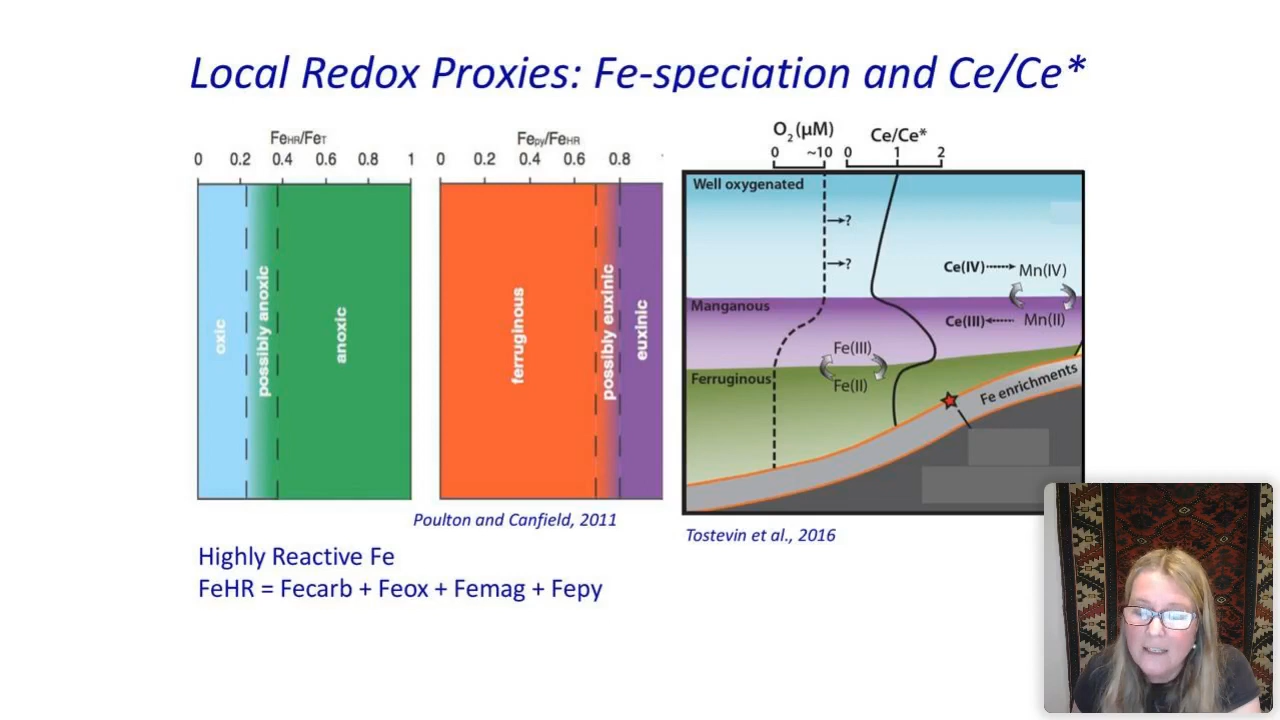 Local Redox Proxies: Fe-speciation and Ce/Ce*
FeHR/FeT
0 0.2 0.4 0.6 0.8 1
oxic
possibly anoxic
anoxic
Fepy/FeHR
0 0.2 0.4 0.6 0.8
ferruginous
possibly euxinic
euxinic
Poulton and Canfield, 2011
O2 (μM)
0 ~10
Ce/Ce*
0 1 2
Well oxygenated
?
?
Ce(IV) Mn(IV)
Manganous
Ce(III) Mn(II)
Fe(III)
Ferruginous
Fe(II)
Fe enrichments
Tostevin et al., 2016
Highly Reactive Fe
FeHR = Fecarb + Feox + Femag + Fepy